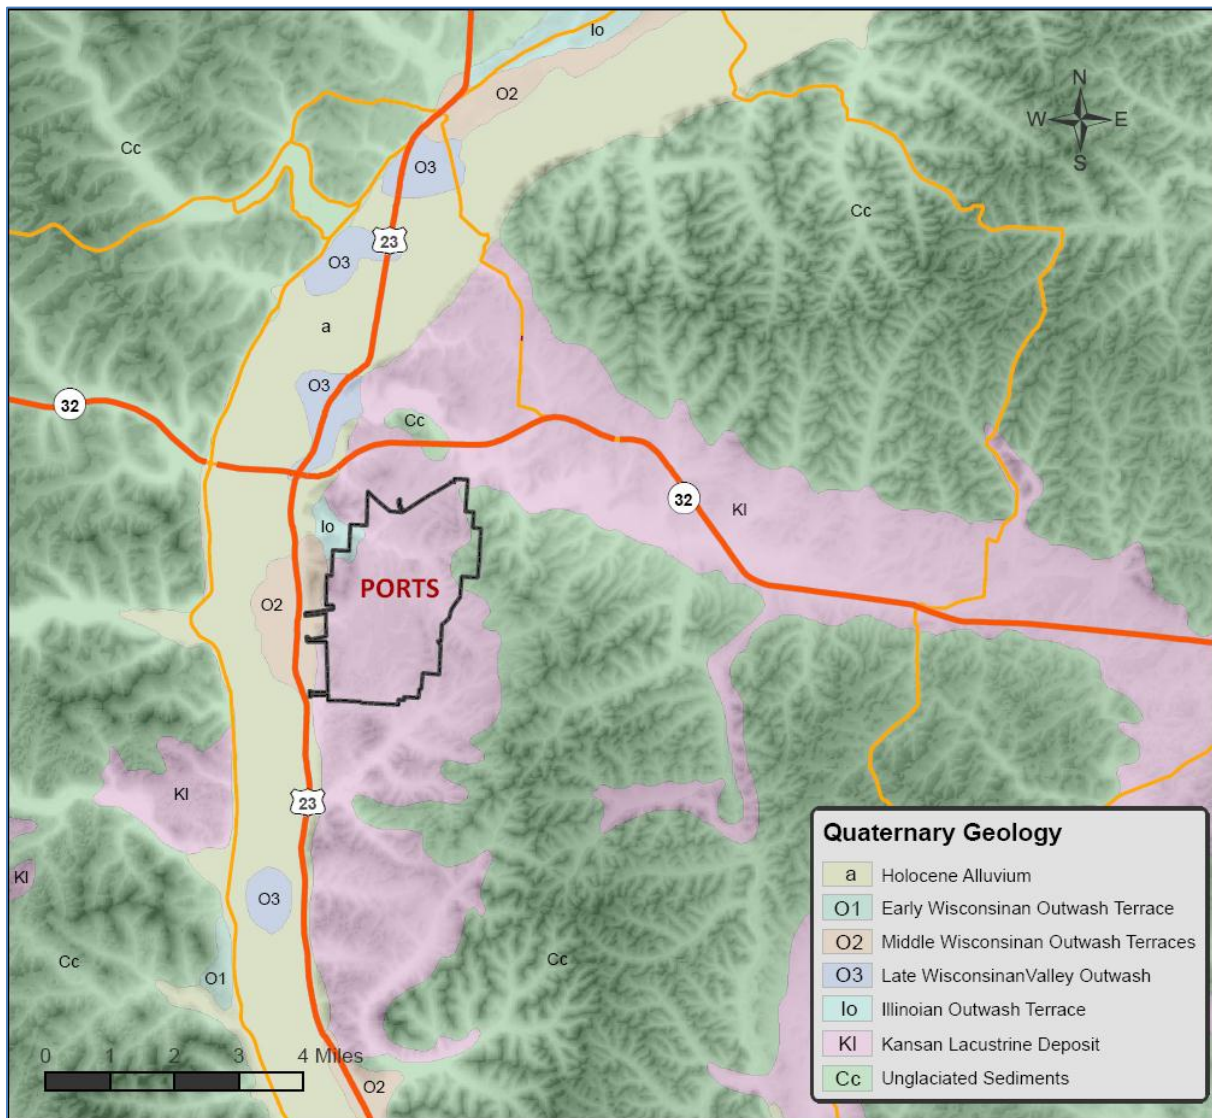 Io
O2
N
W E
S
Cc
O3
Cc
23
O3
a
O3
32
Cc
32
Kl
Io
PORTS
O2
Kl
23
Kl
O3
Cc
Cc
O1
0 1 2 3 4 Miles
O2
Quaternary Geology
a Holocene Alluvium
O1 Early Wisconsinan Outwash Terrace
O2 Middle Wisconsinan Outwash Terraces
O3 Late WisconsinanValley Outwash
Io Illinoian Outwash Terrace
Kl Kansan Lacustrine Deposit
Cc Unglaciated Sediments